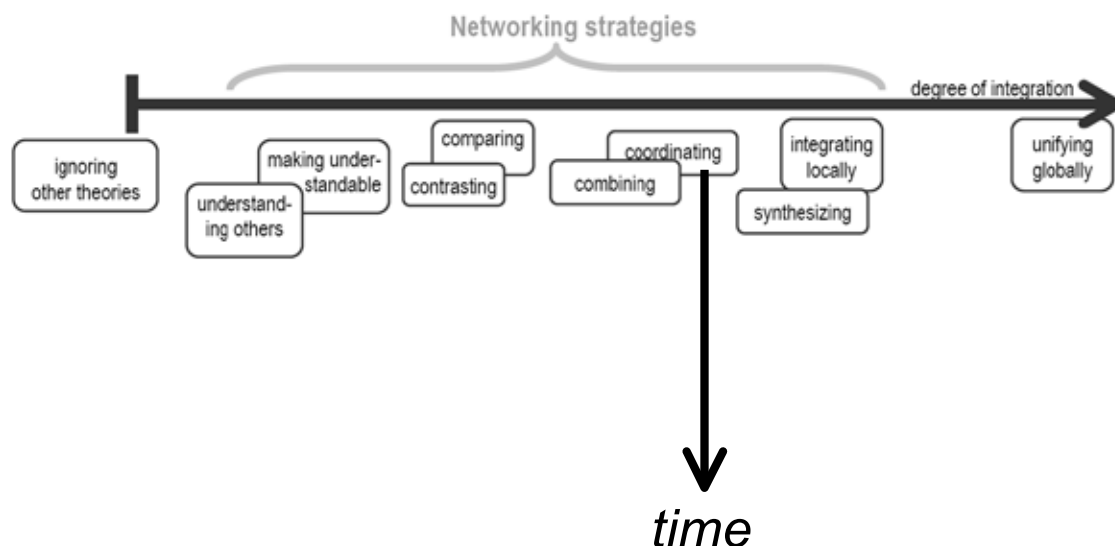 Networking strategies
degree of integration
ignoring
other theories
understand-
ing others
making under-
standable
comparing
contrasting
coordinating
combining
integrating
locally
synthesizing
unifying
globally
time